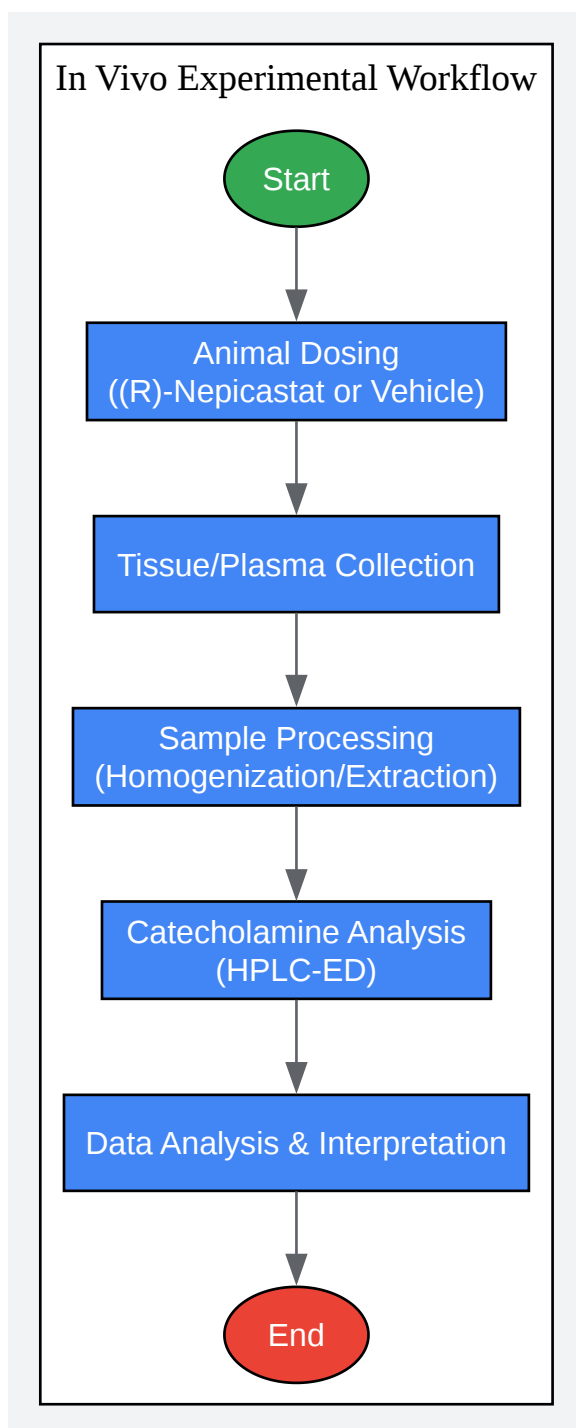 In Vivo Experimental Workflow
Start
Animal Dosing
((R)-Nepicastat or Vehicle)
Tissue/Plasma Collection
Sample Processing
(Homogenization/Extraction)
Catecholamine Analysis
(HPLC-ED)
Data Analysis & Interpretation
End